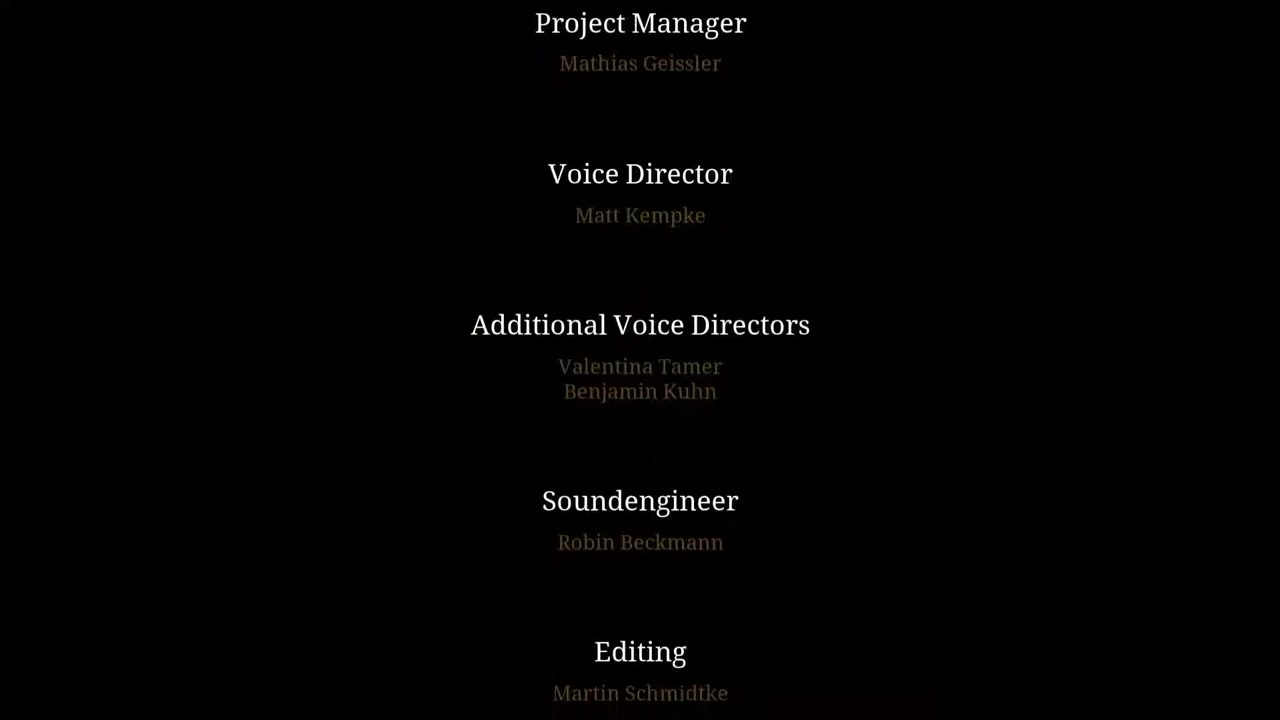 Project Manager
Mathias Geissler
Voice Director
Matt Kempke
Additional Voice Directors
Valentina Tamer
Benjamin Kuhn
Soundengineer
Robin Beckmann
Editing
Martin Schmidtke